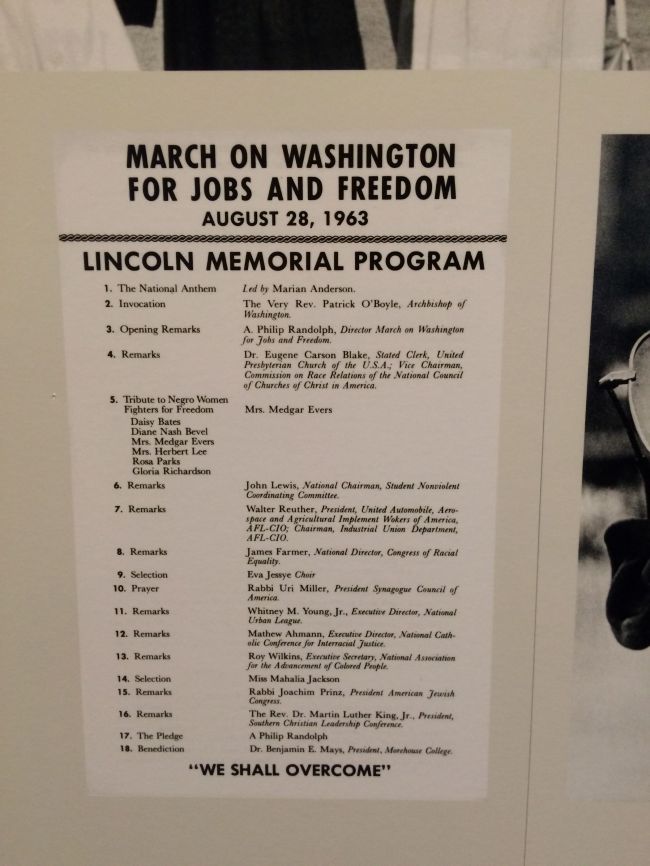 MARCH ON WASHINGTON
FOR JOBS AND FREEDOM
AUGUST 28, 1963
LINCOLN MEMORIAL PROGRAM
1. The National Anthem Led by Marian Anderson.
2. Invocation The Very Rev. Patrick O'Boyle, Archbishop of
Washington.
3. Opening Remarks A. Philip Randolph, Director March on Washington
for Jobs and Freedom.
4. Remarks Dr. Eugene Carson Blake, Stated Clerk, United
Presbyterian Church of the U.S.A.; Vice Chairman,
Commission on Race Relations of the National Council
of Churches of Christ in America.
5. Tribute to Negro Women
Fighters for Freedom Mrs. Medgar Evers
Daisy Bates
Diane Nash Bevel
Mrs. Medgar Evers
Mrs. Herbert Lee
Rosa Parks
Gloria Richardson
6. Remarks John Lewis, National Chairman, Student Nonviolent
Coordinating Committee.
7. Remarks Walter Reuther, President, United Automobile, Aero-
space and Agricultural Implement Wokers of America,
AFL-CIO; Chairman, Industrial Union Department,
AFL-CIO.
8. Remarks James Farmer, National Director, Congress of Racial
Equality.
9. Selection Eva Jessye Choir
10. Prayer Rabbi Uri Miller, President Synagogue Council of
America.
11. Remarks Whitney M. Young, Jr., Executive Director, National
Urban League.
12. Remarks Mathew Ahmann, Executive Director, National Cath-
olic Conference for Interracial Justice.
13. Remarks Roy Wilkins, Executive Secretary, National Association
for the Advancement of Colored People.
14. Selection Miss Mahalia Jackson
15. Remarks Rabbi Joachim Prinz, President American Jewish
Congress.
16. Remarks The Rev. Dr. Martin Luther King, Jr., President,
Southern Christian Leadership Conference.
17. The Pledge A Philip Randolph
18. Benediction Dr. Benjamin E. Mays, President, Morehouse College.
"WE SHALL OVERCOME"